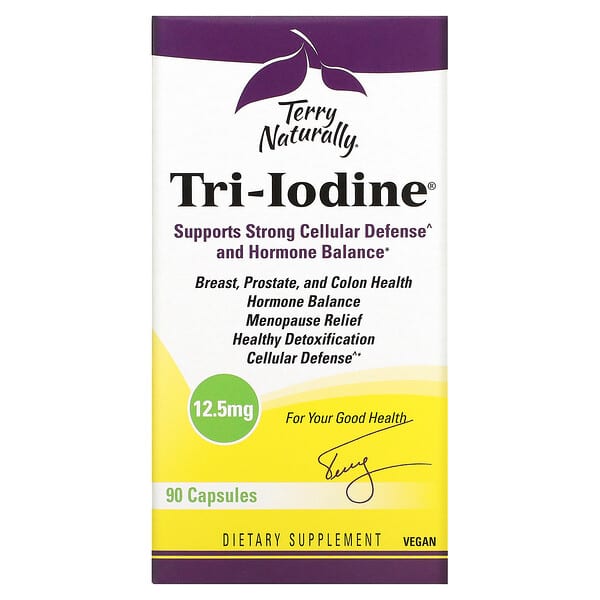 Terry
Naturally®
Tri-Iodine®
Supports Strong Cellular Defense^
and Hormone Balance*
Breast, Prostate, and Colon Health
Hormone Balance
Menopause Relief
Healthy Detoxification
Cellular Defense^*
12.5mg
For Your Good Health
Terry
90 Capsules
DIETARY SUPPLEMENT
VEGAN